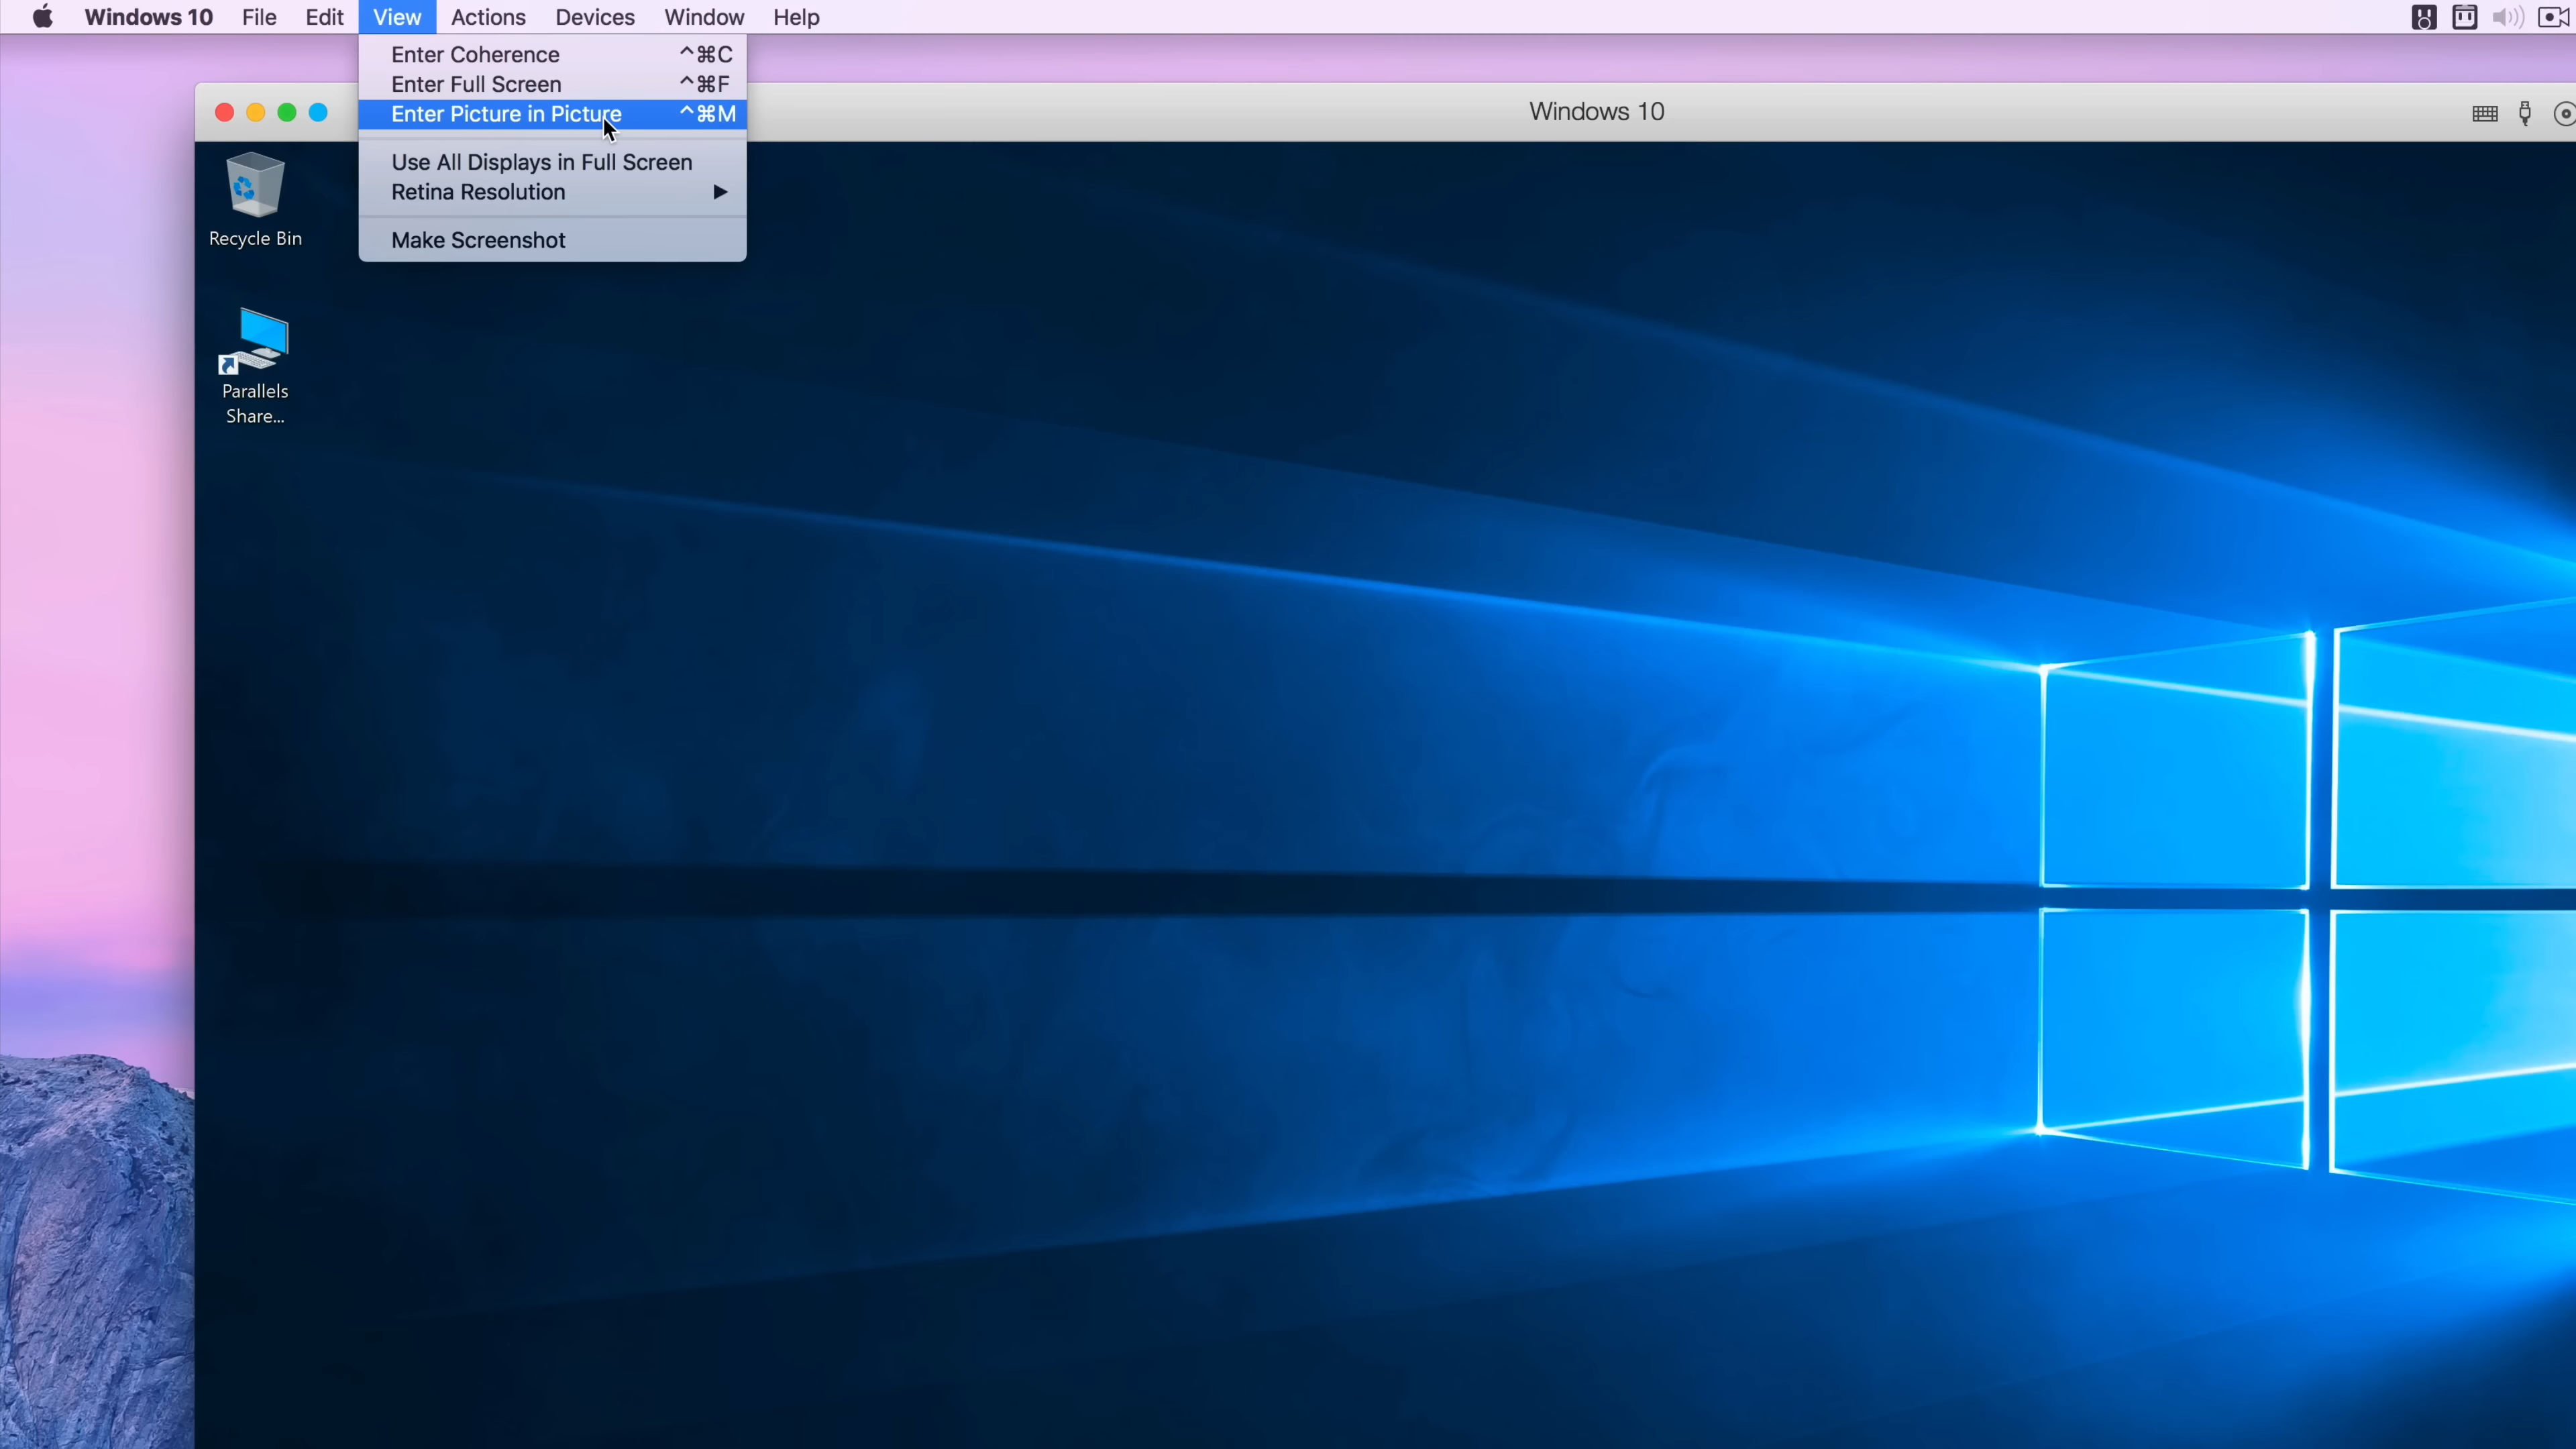 Windows 10 File Edit View Actions Devices Window Help
Enter Coherence ^⌘C
Enter Full Screen ^⌘F
Enter Picture in Picture ^⌘M
Use All Displays in Full Screen
Retina Resolution ▶
Make Screenshot
Windows 10
Recycle Bin
Parallels
Share...